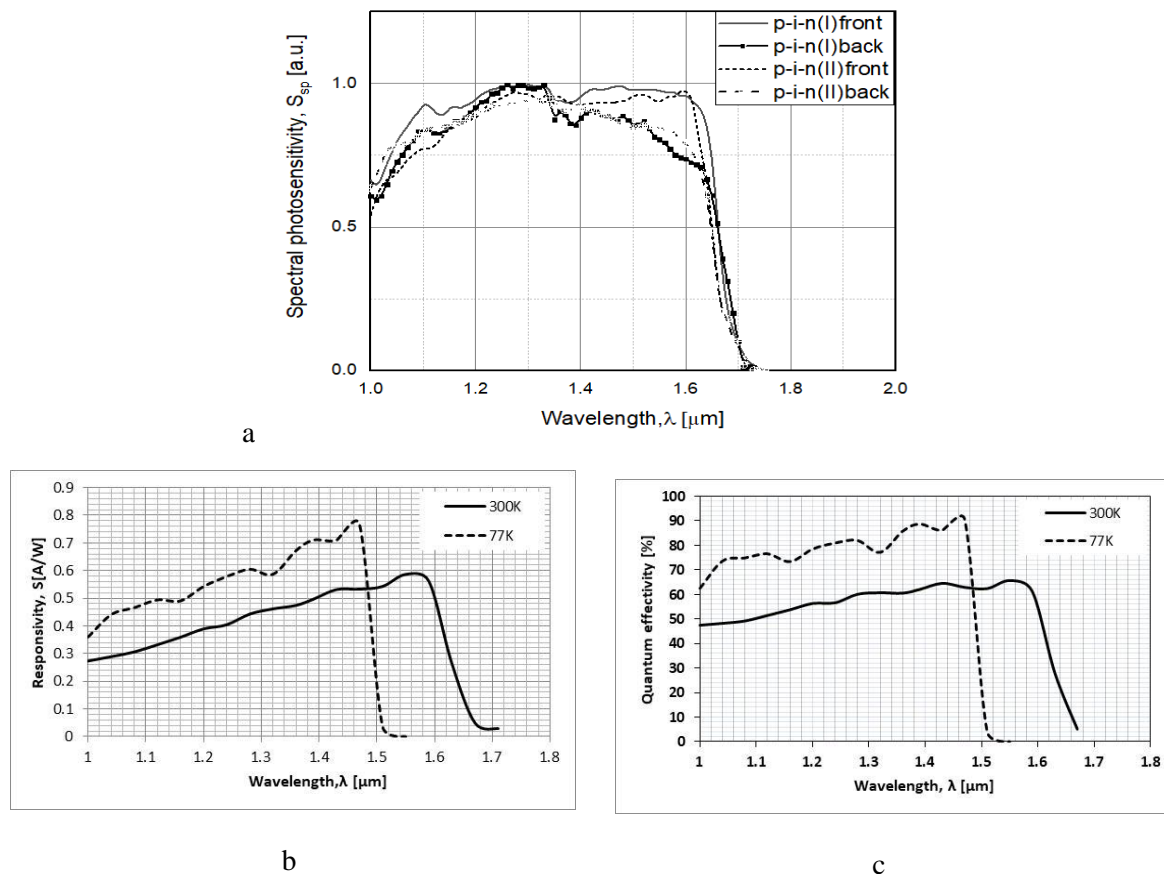 p-i-n(I)front
p-i-n(I)back
p-i-n(II)front
p-i-n(II)back
Spectral photosensitivity, S sp [a.u.]
1.0
0.5
0.0
1.0 1.2 1.4 1.6 1.8 2.0
Wavelength,λ [μm]
a
Responsivity, S[A/W]
0.9
0.8
0.7
0.6
0.5
0.4
0.3
0.2
0.1
0
300K
77K
1 1.1 1.2 1.3 1.4 1.5 1.6 1.7 1.8
Wavelength,λ [μm]
b
Quantum effectivity [%]
100
90
80
70
60
50
40
30
20
10
0
300K
77K
1 1.1 1.2 1.3 1.4 1.5 1.6 1.7 1.8
Wavelength, λ [μm]
c